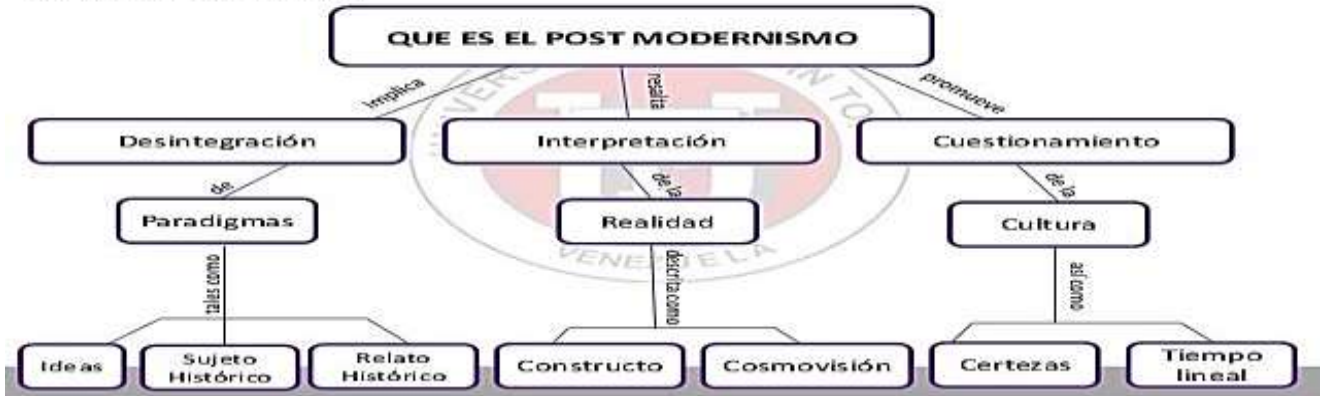 QUE ES EL POST MODERNISMO
Implica
resalta
promueve
Desintegración
Interpretación
Cuestionamiento
de
de la
de la
Paradigmas
Realidad
Cultura
VENEZUELA
tales como
descrita como
así como
Ideas
Sujeto
Histórico
Relato
Histórico
Constructo
Cosmovisión
Certezas
Tiempo
lineal